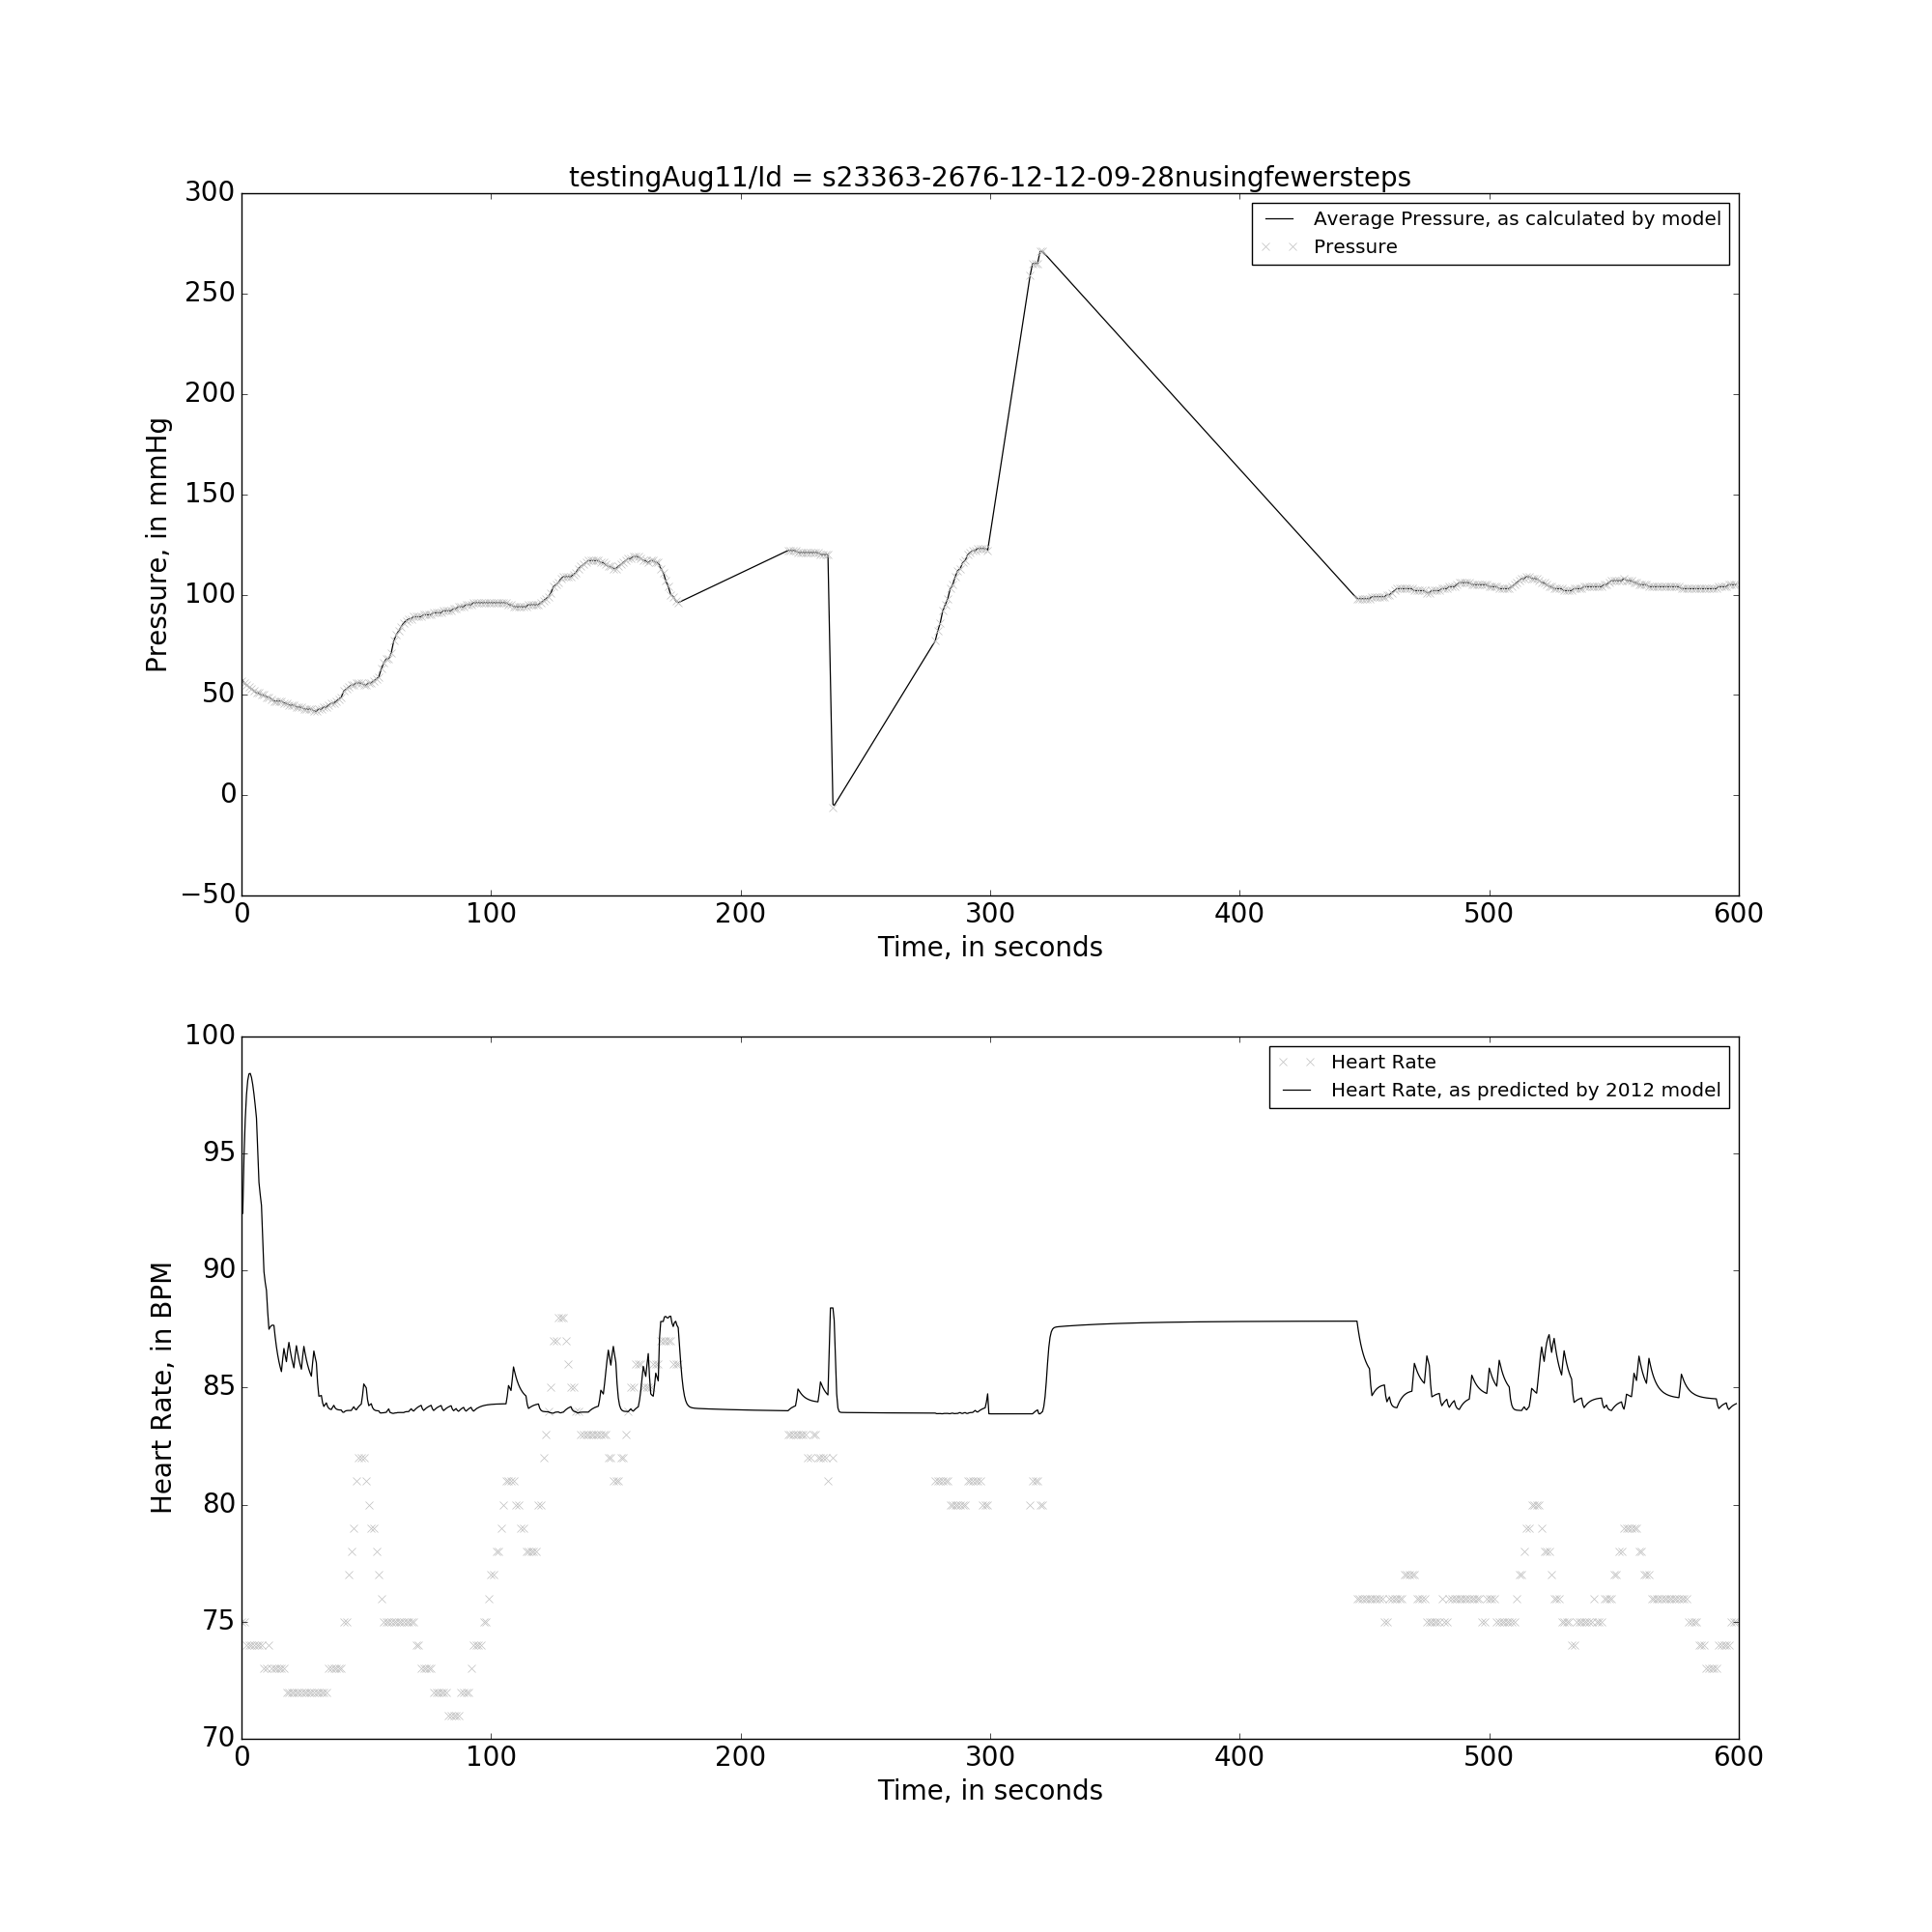 testingAug11/Id = s23363-2676-12-12-09-28nusingfewersteps
300
250
200
150
100
50
0
−50
Pressure, in mmHg
Average Pressure, as calculated by model
Pressure
0 100 200 300 400 500 600
Time, in seconds
100
95
90
85
80
75
70
Heart Rate, in BPM
Heart Rate
Heart Rate, as predicted by 2012 model
0 100 200 300 400 500 600
Time, in seconds